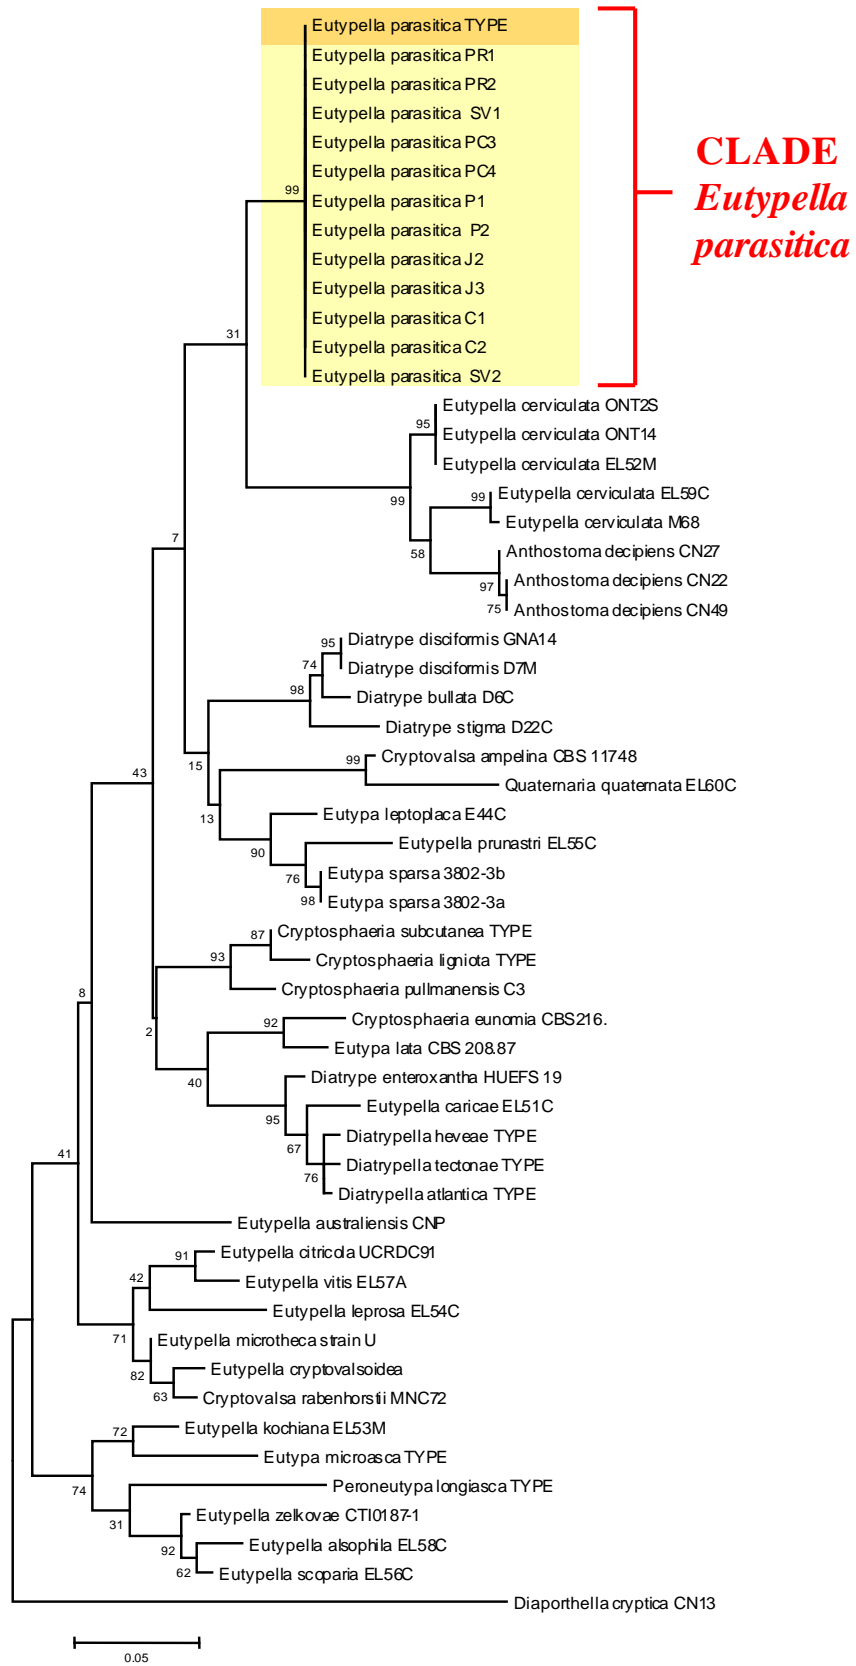 Eutypella parasitica TYPE
Eutypella parasitica PR1
Eutypella parasitica PR2
Eutypella parasitica SV1
Eutypella parasitica PC3
Eutypella parasitica PC4
Eutypella parasitica P1
Eutypella parasitica P2
Eutypella parasitica J2
Eutypella parasitica J3
Eutypella parasitica C1
Eutypella parasitica C2
Eutypella parasitica SV2
CLADE
Eutypella
parasitica
Eutypella cerviculata ONT2S
Eutypella cerviculata ONT14
Eutypella cerviculata EL52M
Eutypella cerviculata EL59C
Eutypella cerviculata M68
Anthostoma decipiens CN27
Anthostoma decipiens CN22
Anthostoma decipiens CN49
Diatrype disciformis GNA14
Diatrype disciformis D7M
Diatrype bullata D6C
Diatrype stigma D22C
Cryptovalsa ampelina CBS 11748
Quaternaria quaternata EL60C
Eutypa leptoplaca E44C
Eutypella prunastri EL55C
Eutypa sparsa 3802-3b
Eutypa sparsa 3802-3a
Cryptosphaeria subcutanea TYPE
Cryptosphaeria ligniota TYPE
Cryptosphaeria pullmanensis C3
Cryptosphaeria eunomia CBS216.
Eutypa lata CBS 208.87
Diatrype enteroxantha HUEFS 19
Eutypella caricae EL51C
Diatrypella heveae TYPE
Diatrypella tectonae TYPE
Diatrypella atlantica TYPE
Eutypella australiensis CNP
Eutypella citricola UCRDC91
Eutypella vitis EL57A
Eutypella leprosa EL54C
Eutypella microtheca strain U
Eutypella cryptovalsoidea
Cryptovalsa rabenhorstii MNC72
Eutypella kochiana EL53M
Eutypa microasca TYPE
Peroneutypa longiasca TYPE
Eutypella zelkovae CTI0187-1
Eutypella alsophila EL58C
Eutypella scoparia EL56C
Diaporthella cryptica CN13
99
31
95
99
99
58
97
75
7
95
74
98
15
99
13
90
76
98
43
87
93
2
92
40
95
67
76
8
41
91
42
71
82
63
72
74
31
92
62
0.05